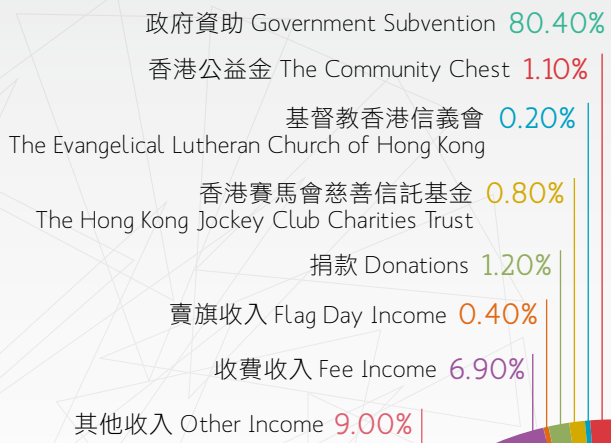 政府資助 Government Subvention 80.40%
香港公益金 The Community Chest 1.10%
基督教香港信義會 0.20%
The Evangelical Lutheran Church of Hong Kong
香港賽馬會慈善信託基金 0.80%
The Hong Kong Jockey Club Charities Trust
捐款 Donations 1.20%
賣旗收入 Flag Day Income 0.40%
收費收入 Fee Income 6.90%
其他收入 Other Income 9.00%